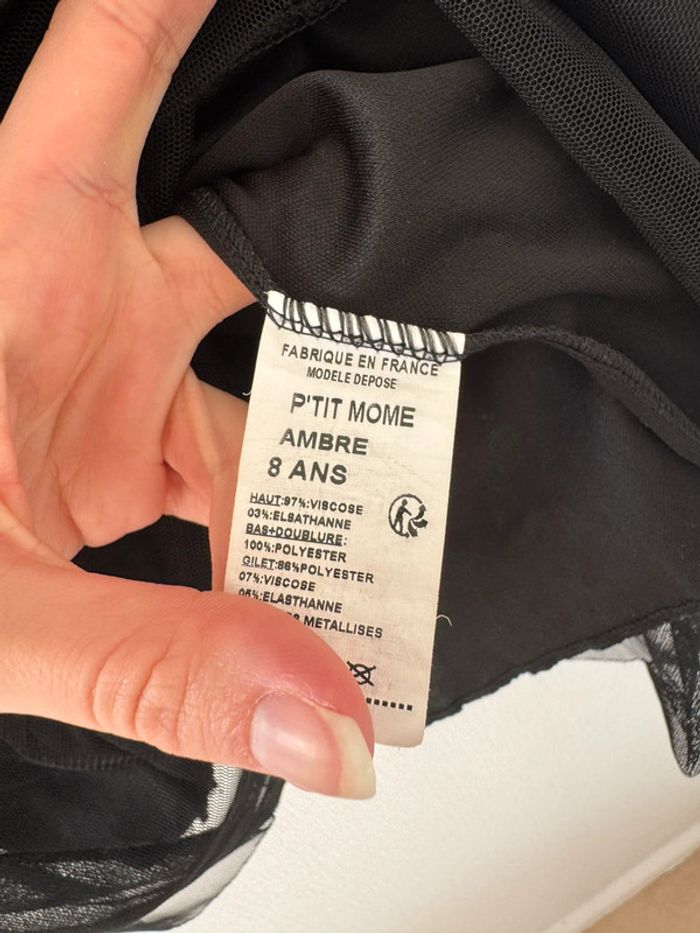 FABRIQUE EN FRANCE
MODELE DEPOSE
P'TIT MOME
AMBRE
8 ANS
HAUT:97%:VISCOSE
03%:ELSATHANNE
BAS+DOUBLURE:
100%:POLYESTER
GILET:86%POLYESTER
07%:VISCOSE
05%:ELASTHANNE
METALLISES